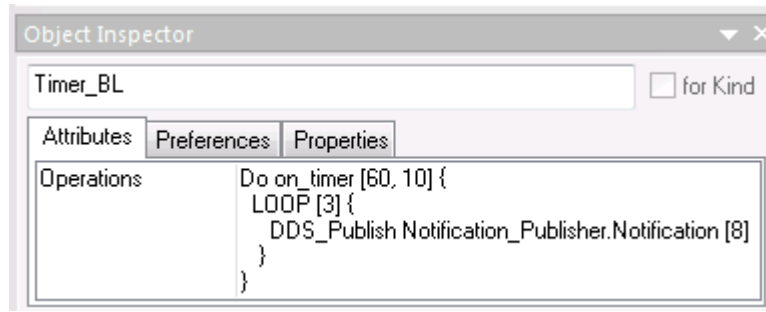 Object Inspector
Timer_BL
for Kind
Attributes Preferences Properties
Operations Do on_timer [60, 10] {
LOOP [3] {
DDS_Publish Notification_Publisher.Notification [8]
}
}